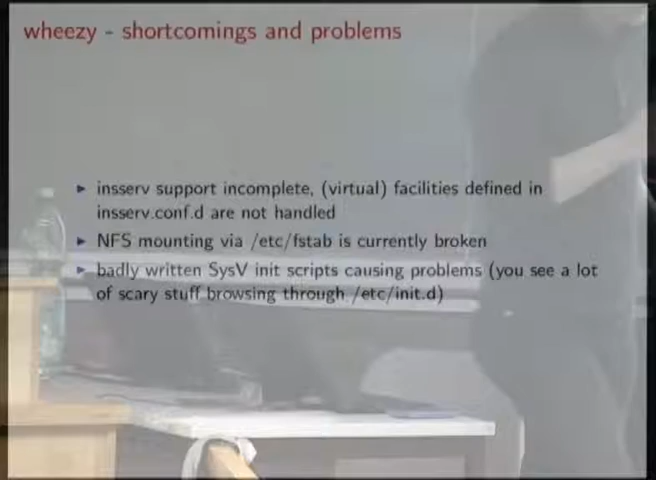 wheezy - shortcomings and problems
insserv support incomplete, (virtual) facilities defined in
insserv.conf.d are not handled
NFS mounting via /etc/fstab is currently broken
badly written SysV init scripts causing problems (you see a lot
of scary stuff browsing through /etc/init.d)